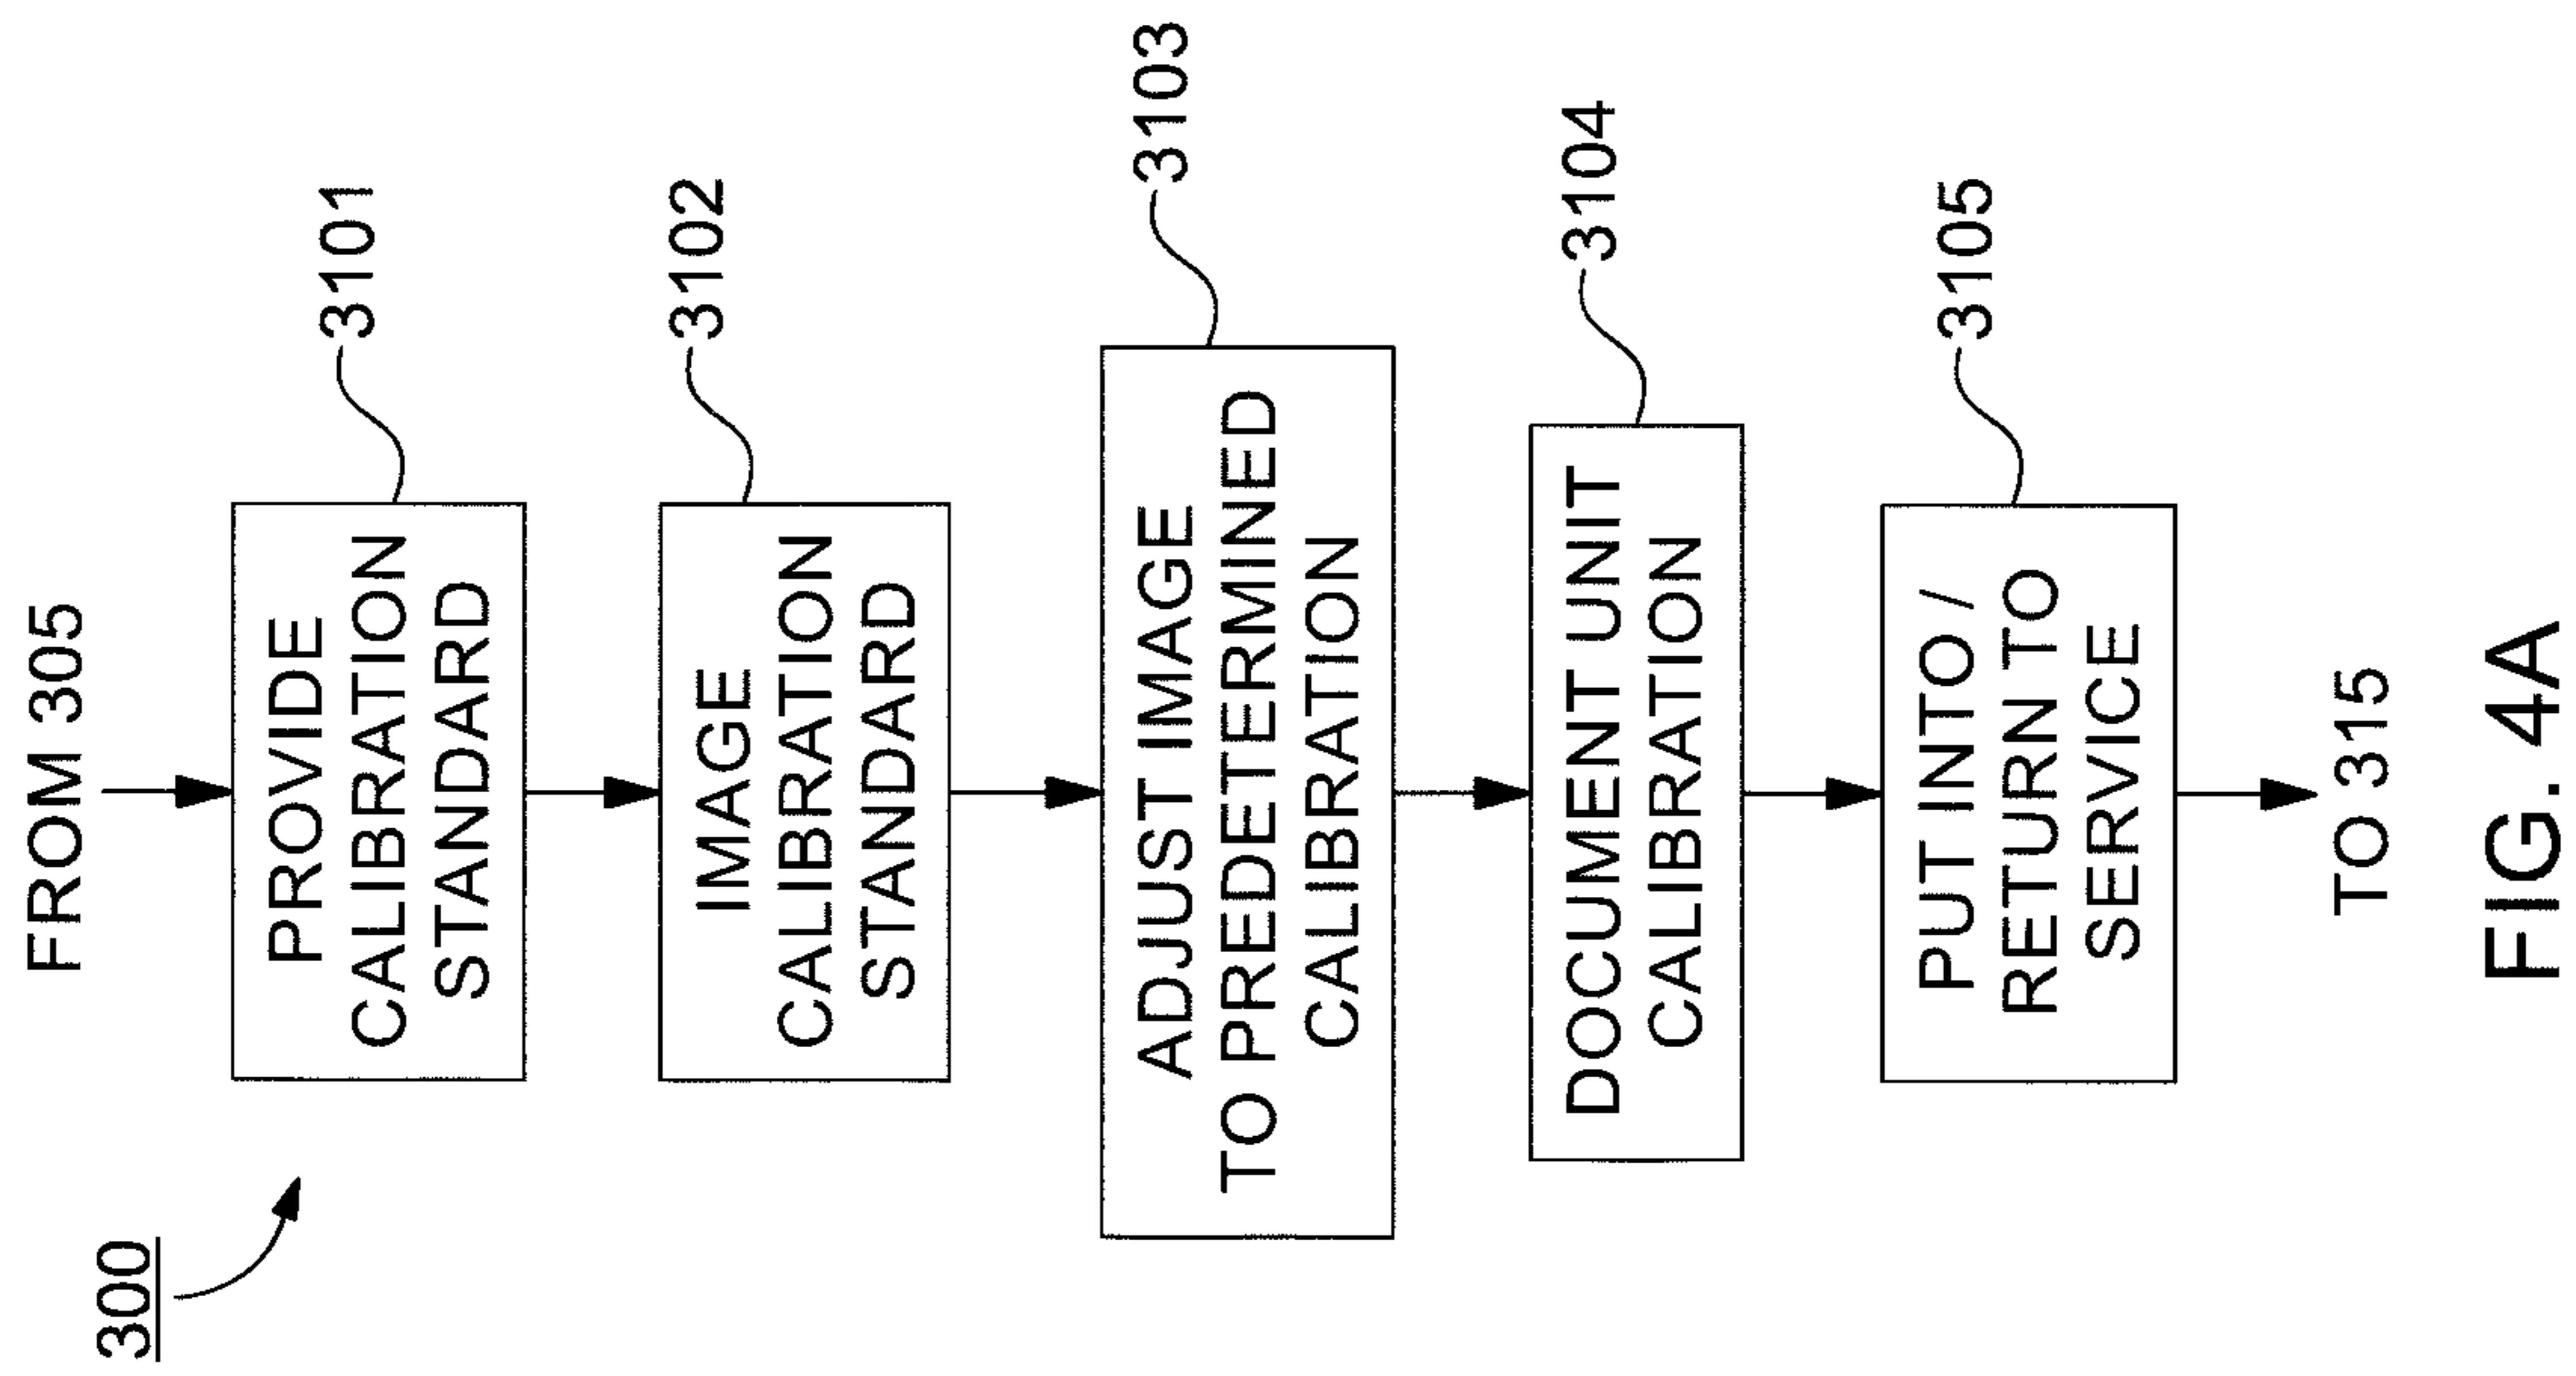 300
FROM 305
PROVIDE
CALIBRATION
STANDARD
3101
IMAGE
CALIBRATION
STANDARD
3102
ADJUST IMAGE
TO PREDETERMINED
CALIBRATION
3103
DOCUMENT UNIT
CALIBRATION
3104
PUT INTO /
RETURN TO
SERVICE
3105
TO 315
FIG. 4A